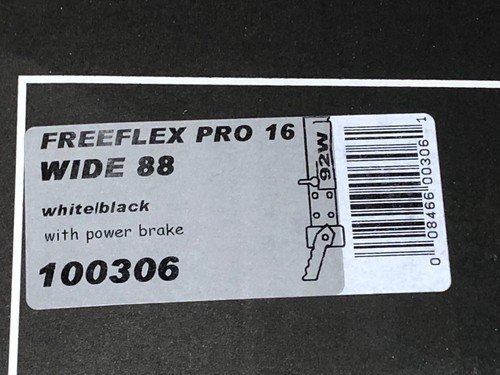 FREEFLEX PRO 16
WIDE 88
white/black
with power brake
100306
92W
0 08466 00306 1